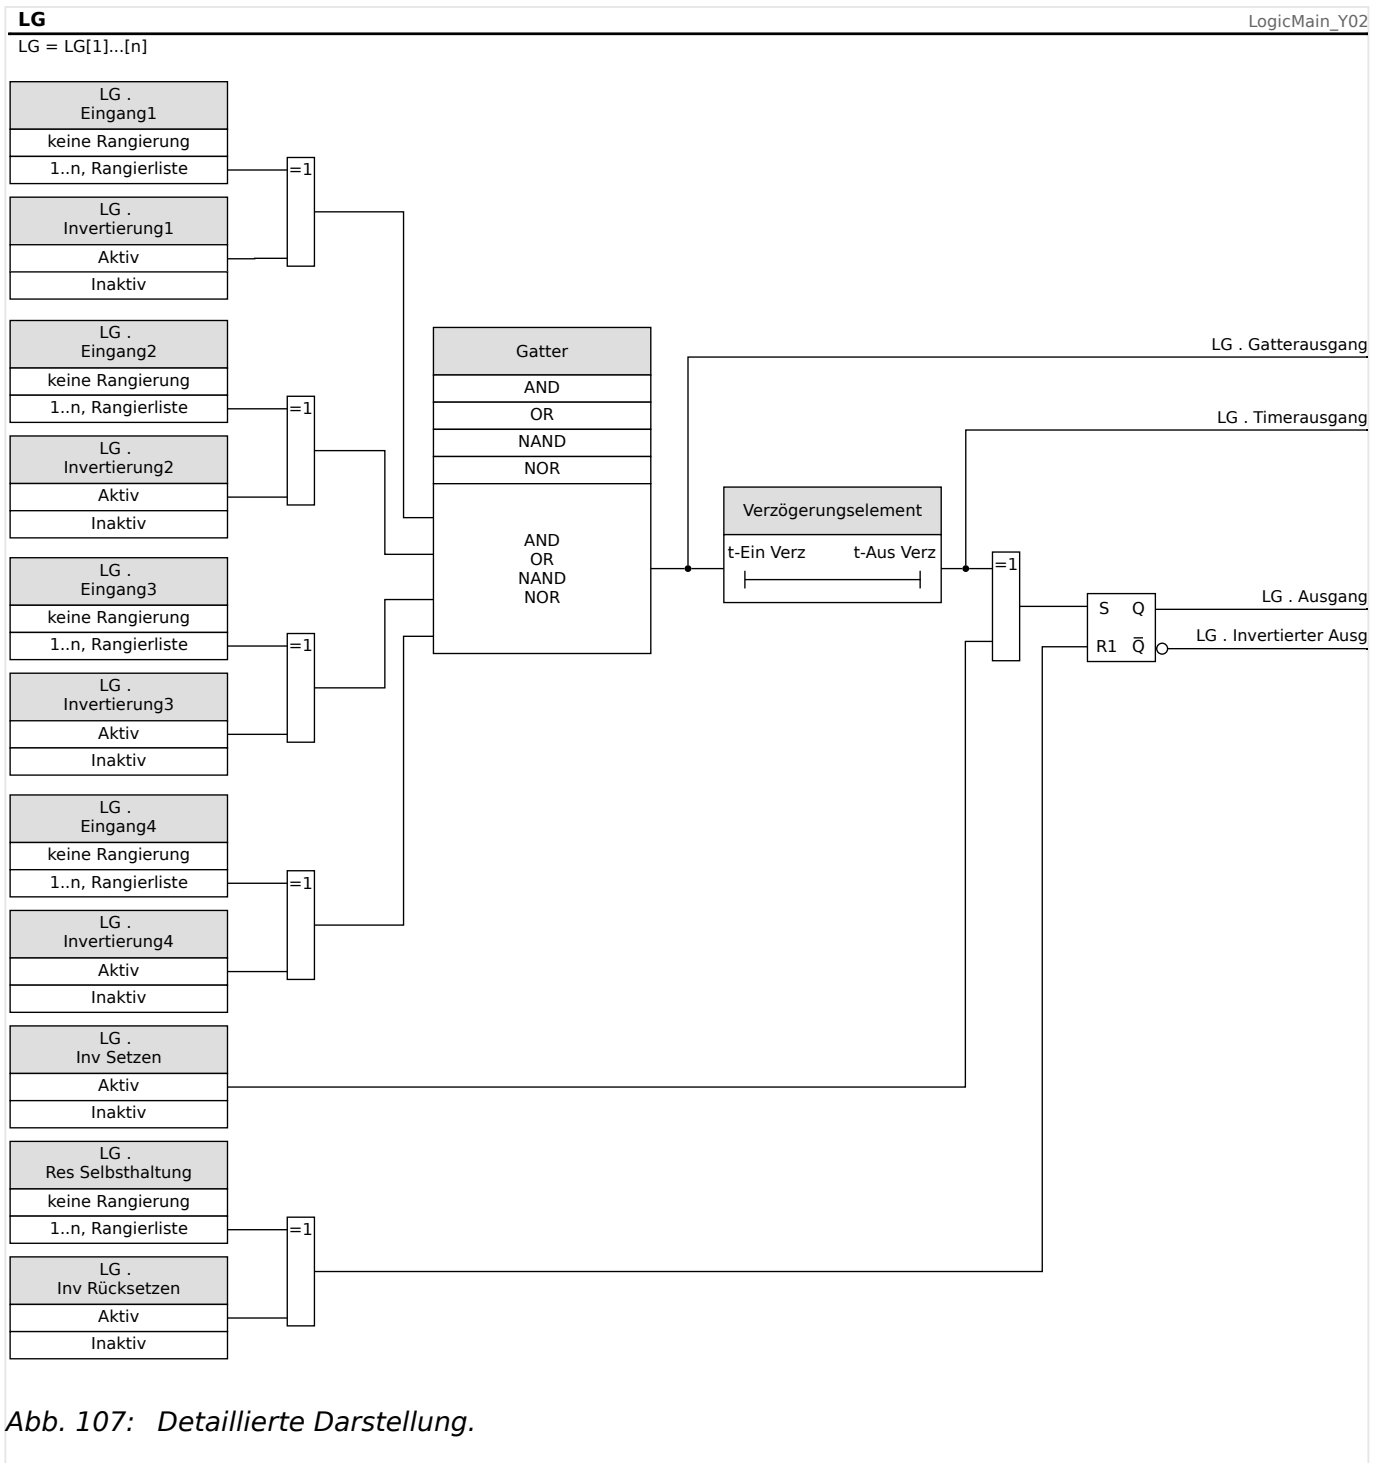 LG
LogicMain_Y02
LG = LG[1]...[n]
LG .
Eingang1
keine Rangierung
1..n, Rangierliste
=1
LG .
Invertierung1
Aktiv
Inaktiv
LG .
Eingang2
keine Rangierung
1..n, Rangierliste
=1
LG .
Invertierung2
Aktiv
Inaktiv
LG .
Eingang3
keine Rangierung
1..n, Rangierliste
=1
LG .
Invertierung3
Aktiv
Inaktiv
LG .
Eingang4
keine Rangierung
1..n, Rangierliste
=1
LG .
Invertierung4
Aktiv
Inaktiv
LG .
Inv Setzen
Aktiv
Inaktiv
LG .
Res Selbsthaltung
keine Rangierung
1..n, Rangierliste
=1
LG .
Inv Rücksetzen
Aktiv
Inaktiv
Gatter
AND
OR
NAND
NOR
AND
OR
NAND
NOR
Verzögerungselement
t-Ein Verz t-Aus Verz
=1
S Q
R1 Q̅
LG . Gatterausgang
LG . Timerausgang
LG . Ausgang
LG . Invertierter Ausg
Abb. 107: Detaillierte Darstellung.